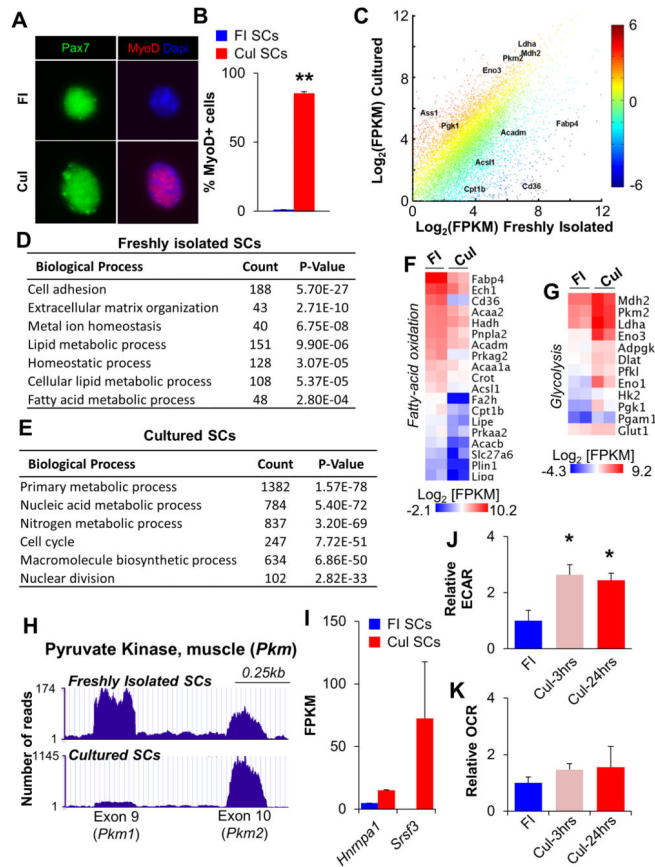 A
Pax7
MyoD Dapi
FI
Cul
B
FI SCs
Cul SCs
**
% MyoD+ cells
100
50
0
C
Log2(FPKM) Cultured
12
8
4
0
0
4
8
12
Log2(FPKM) Freshly Isolated
Ldha
Mdh2
Pkm2
Eno3
Ass1
Pgk1
Acadm
Fabp4
Acsl1
Cpt1b
Cd36
6
3
0
-3
-6
D
Freshly isolated SCs
Biological Process Count P-Value
Cell adhesion 188 5.70E-27
Extracellular matrix organization 43 2.71E-10
Metal ion homeostasis 40 6.75E-08
Lipid metabolic process 151 9.90E-06
Homeostatic process 128 3.07E-05
Cellular lipid metabolic process 108 5.37E-05
Fatty acid metabolic process 48 2.80E-04
E
Cultured SCs
Biological Process Count P-Value
Primary metabolic process 1382 1.57E-78
Nucleic acid metabolic process 784 5.40E-72
Nitrogen metabolic process 837 3.20E-69
Cell cycle 247 7.72E-51
Macromolecule biosynthetic process 634 6.86E-50
Nuclear division 102 2.82E-33
F
FI Cul
Fatty-acid oxidation
Fabp4
Ech1
Cd36
Acaa2
Hadh
Pnpla2
Acadm
Prkag2
Acaa1a
Crot
Acsl1
Fa2h
Cpt1b
Lipe
Prkaa2
Acacb
Slc27a6
Plin1
Lipg
Log2 [FPKM]
-2.1 10.2
G
FI Cul
Glycolysis
Mdh2
Pkm2
Ldha
Eno3
Adpgk
Dlat
Pfkl
Eno1
Hk2
Pgk1
Pgam1
Glut1
Log2 [FPKM]
-4.3 9.2
H
Pyruvate Kinase, muscle (Pkm)
Freshly Isolated SCs
0.25kb
Number of reads
174
1
Cultured SCs
1145
1
Exon 9
(Pkm1)
Exon 10
(Pkm2)
I
FI SCs
Cul SCs
FPKM
150
100
50
0
Hnrnpa1
Srsf3
J
Relative
ECAR
4
2
0
*
*
FI
Cul-3hrs
Cul-24hrs
K
Relative OCR
4
2
0
FI
Cul-3hrs
Cul-24hrs